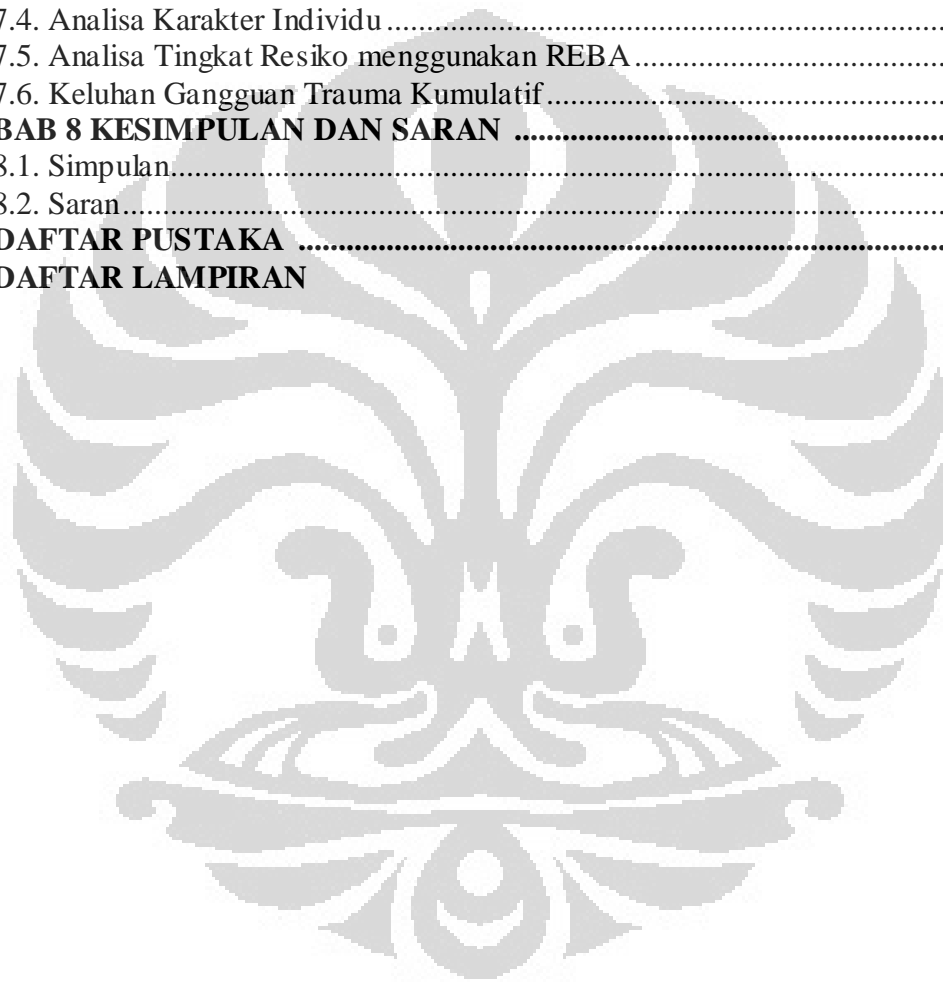 7.4. Analisa Karakter Individu ................................................................
7.5. Analisa Tingkat Resiko menggunakan REBA ....................................
7.6. Keluhan Gangguan Trauma Kumulatif ..............................................
BAB 8 KESIMPULAN DAN SARAN ..................................................
8.1. Simpulan..........................................................................................
8.2. Saran................................................................................................
DAFTAR PUSTAKA ..........................................................................
DAFTAR LAMPIRAN